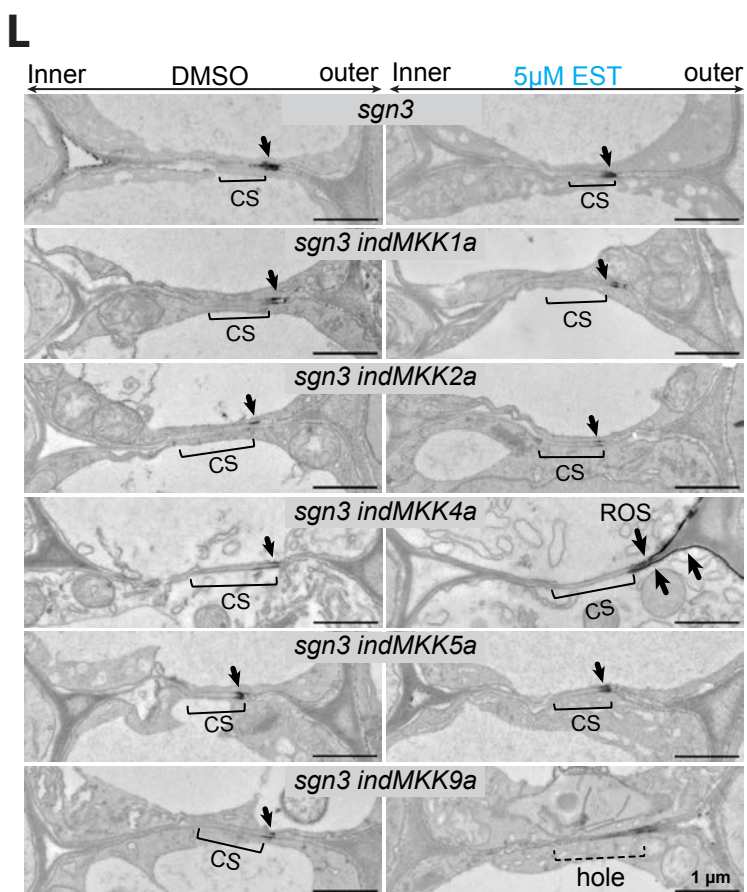 L
Inner DMSO outer Inner 5µM EST outer
sgn3
CS CS
sgn3 indMKK1a
CS CS
sgn3 indMKK2a
CS CS
sgn3 indMKK4a
ROS
CS CS
sgn3 indMKK5a
CS CS
sgn3 indMKK9a
CS
hole 1 µm